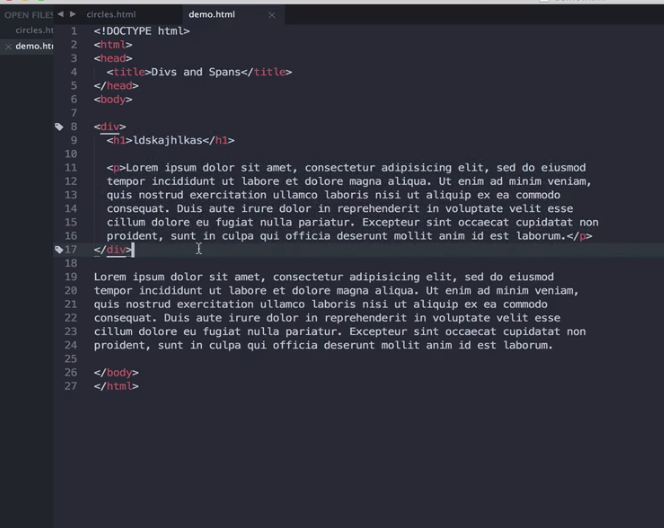 OPEN FILES
circles.html
demo.html
circles.html
demo.html
1 <!DOCTYPE html>
2 <html>
3 <head>
4 <title>Divs and Spans</title>
5 </head>
6 <body>
7
8 <div>
9 <h1>ldskajhlkas</h1>
10
11 <p>Lorem ipsum dolor sit amet, consectetur adipisicing elit, sed do eiusmod
12 tempor incididunt ut labore et dolore magna aliqua. Ut enim ad minim veniam,
13 quis nostrud exercitation ullamco laboris nisi ut aliquip ex ea commodo
14 consequat. Duis aute irure dolor in reprehenderit in voluptate velit esse
15 cillum dolore eu fugiat nulla pariatur. Excepteur sint occaecat cupidatat non
16 proident, sunt in culpa qui officia deserunt mollit anim id est laborum.</p>
17 </div>
18
19 Lorem ipsum dolor sit amet, consectetur adipisicing elit, sed do eiusmod
20 tempor incididunt ut labore et dolore magna aliqua. Ut enim ad minim veniam,
21 quis nostrud exercitation ullamco laboris nisi ut aliquip ex ea commodo
22 consequat. Duis aute irure dolor in reprehenderit in voluptate velit esse
23 cillum dolore eu fugiat nulla pariatur. Excepteur sint occaecat cupidatat non
24 proident, sunt in culpa qui officia deserunt mollit anim id est laborum.
25
26 </body>
27 </html>